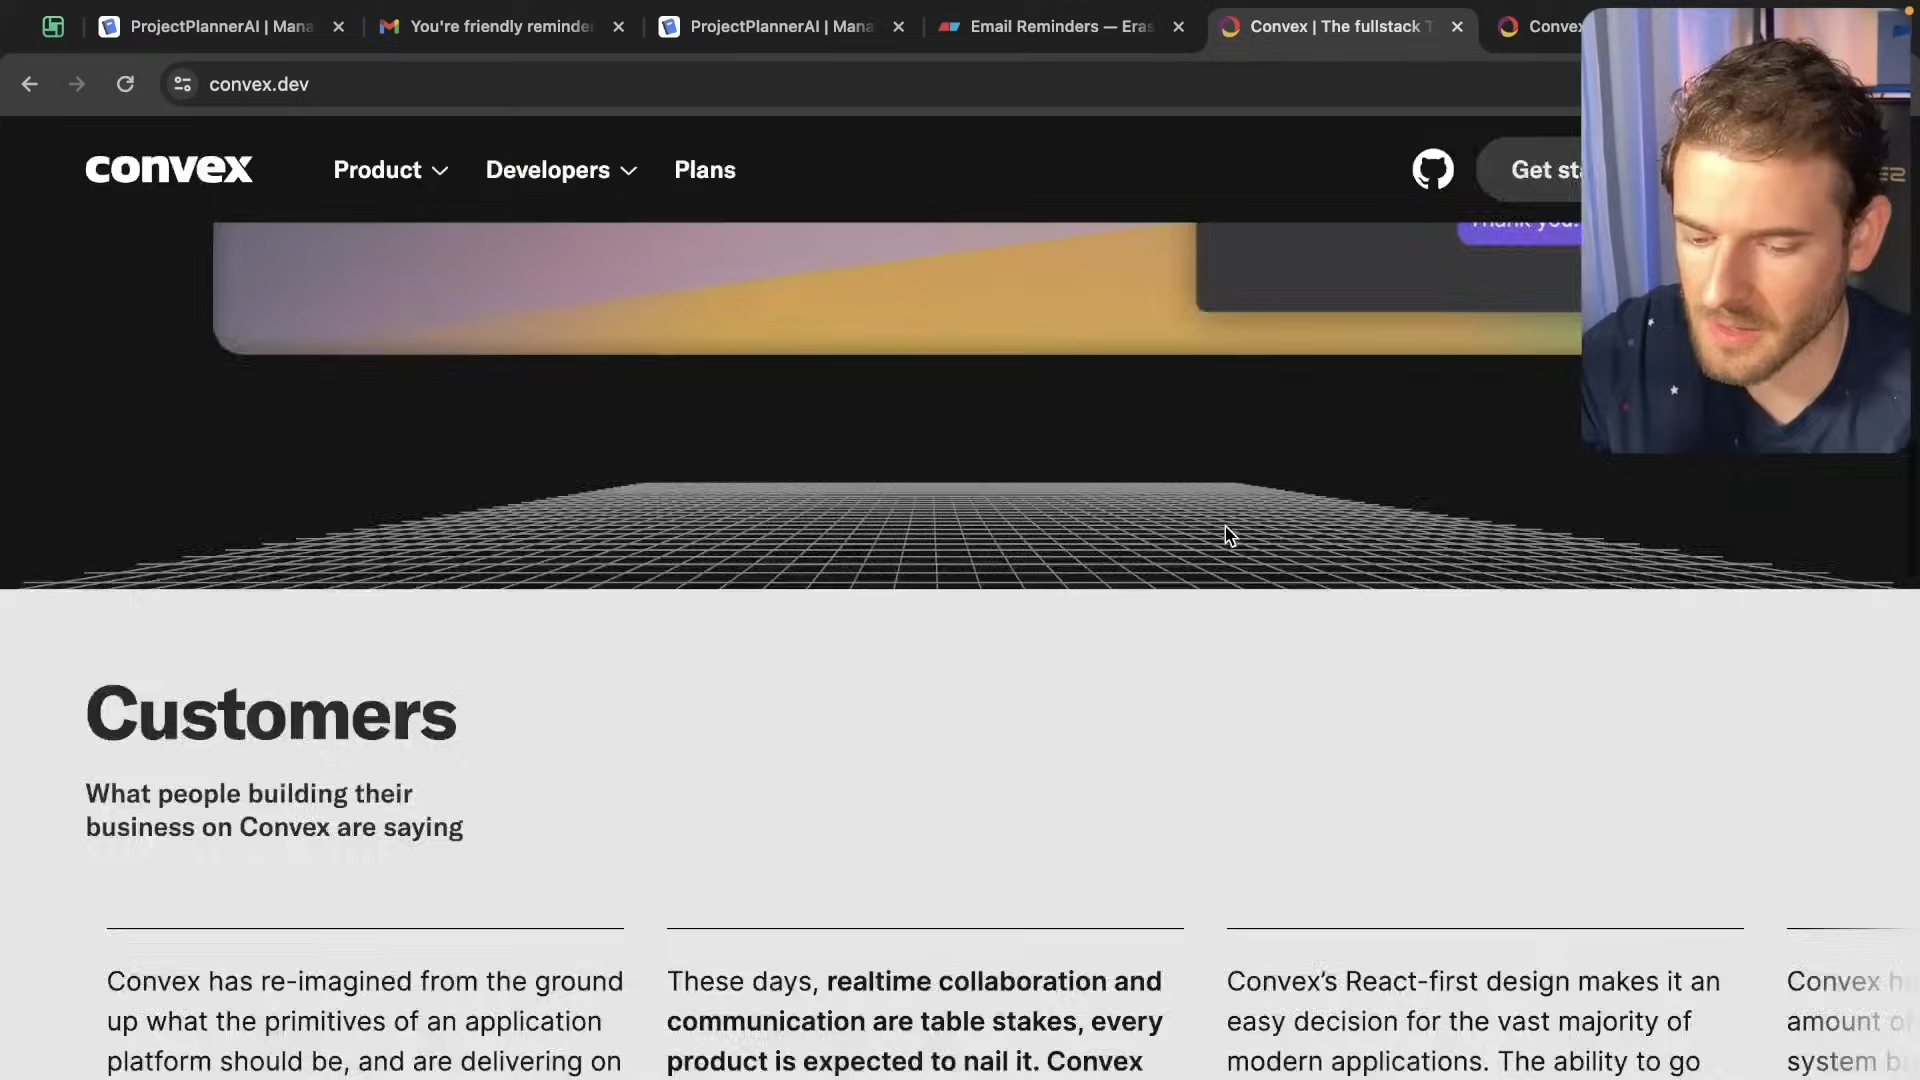 ProjectPlannerAI | Mana
You're friendly reminde
ProjectPlannerAI | Mana
Email Reminders — Eras
Convex | The fullstack T
Convex
convex.dev
convex
Product
Developers
Plans
Get sta
Thank you!
Customers
What people building their
business on Convex are saying
Convex has re-imagined from the ground
up what the primitives of an application
platform should be, and are delivering on
These days, realtime collaboration and
communication are table stakes, every
product is expected to nail it. Convex
Convex’s React-first design makes it an
easy decision for the vast majority of
modern applications. The ability to go
Convex h
amount o
system b